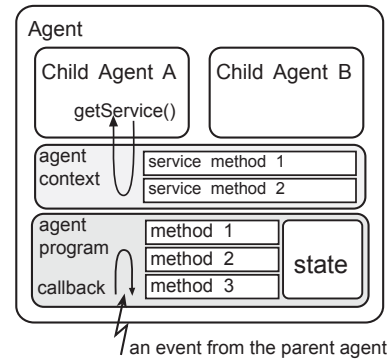 Agent
Child Agent A
Child Agent B
getService()
agent
context
service method 1
service method 2
agent
program
callback
method 1
method 2
method 3
state
an event from the parent agent